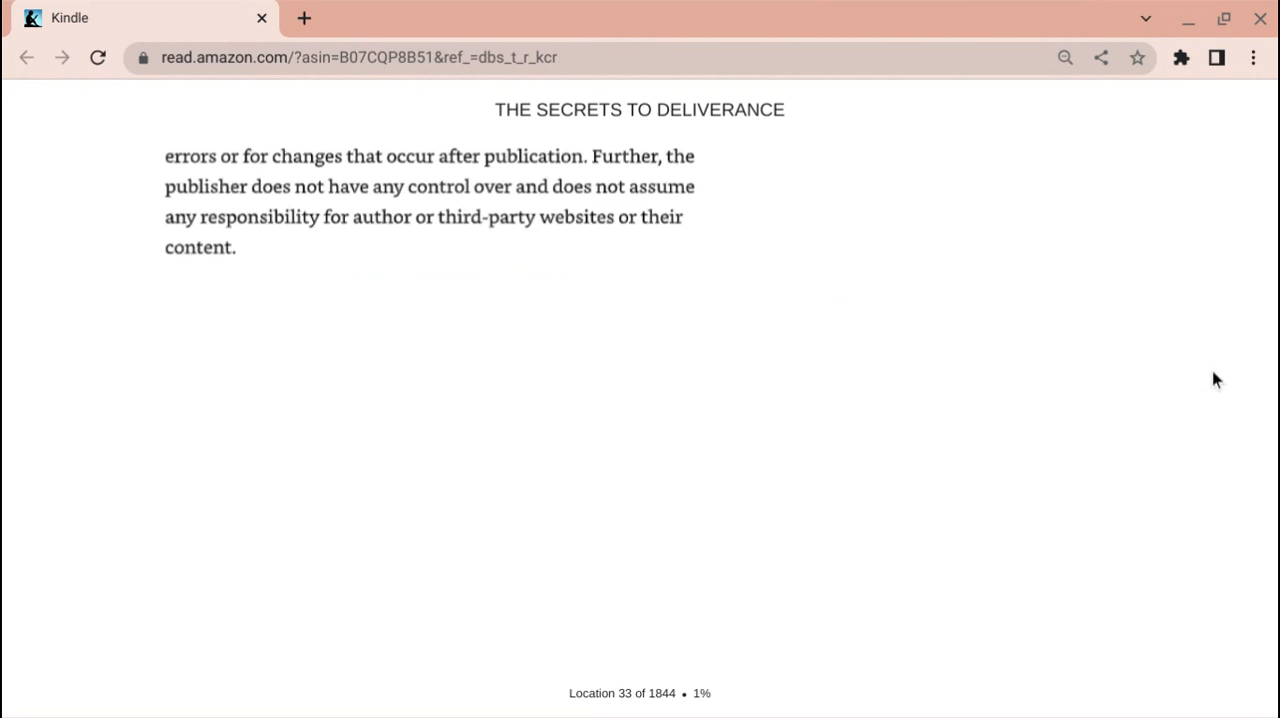 Kindle
read.amazon.com/?asin=B07CQP8B51&ref_=dbs_t_r_kcr
THE SECRETS TO DELIVERANCE
errors or for changes that occur after publication. Further, the
publisher does not have any control over and does not assume
any responsibility for author or third-party websites or their
content.
Location 33 of 1844 • 1%